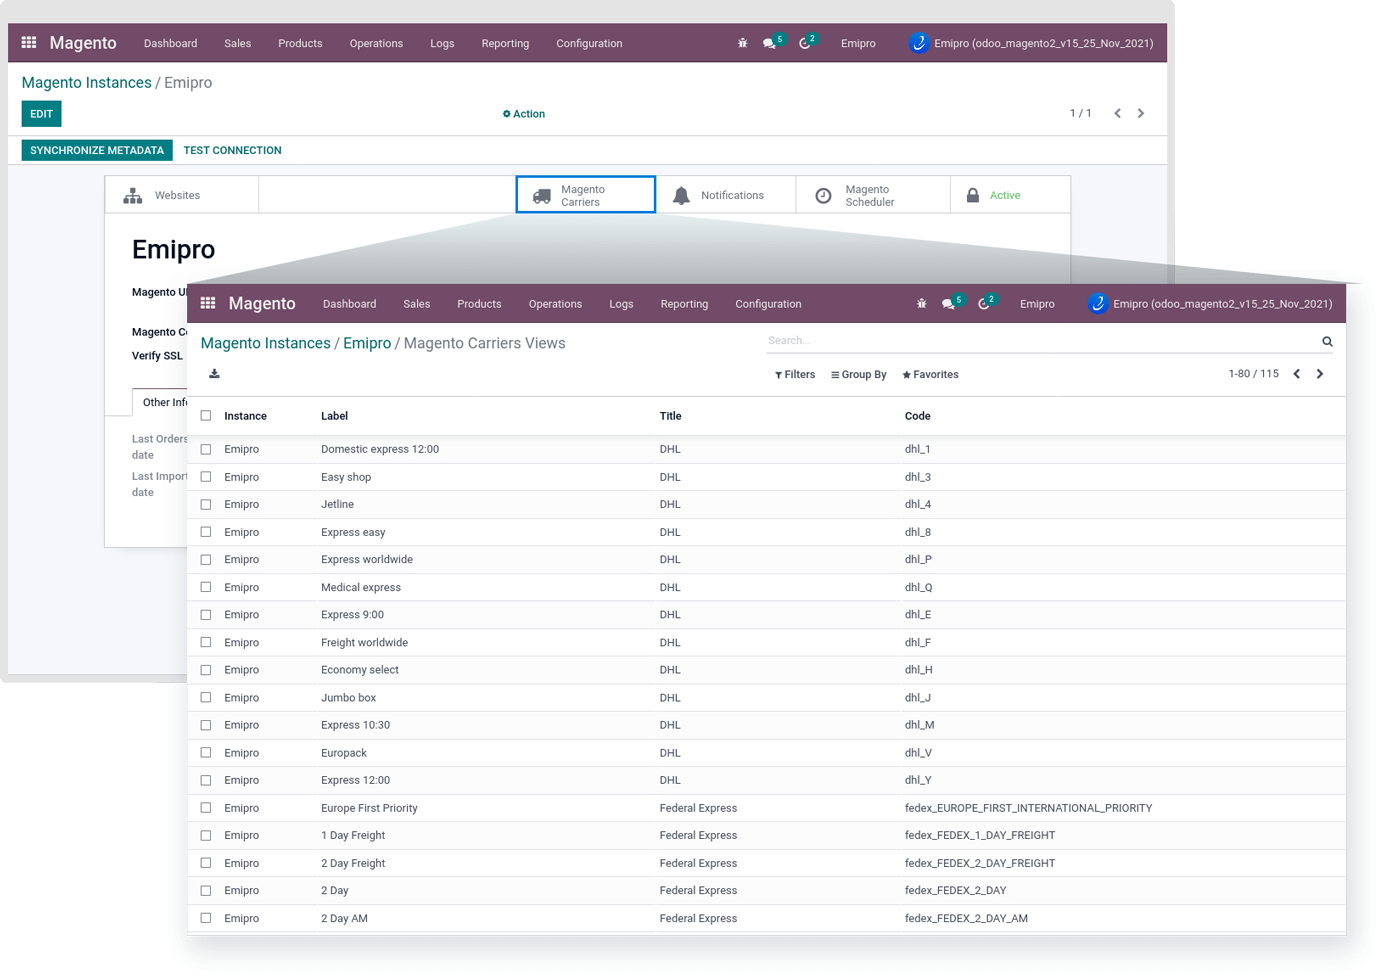 Magento Dashboard Sales Products Operations Logs Reporting Configuration 5 2 Emipro Emipro (odoo_magento2_v15_25_Nov_2021)
Magento Instances / Emipro
EDIT Action 1 / 1
SYNCHRONIZE METADATA TEST CONNECTION
Websites Magento Carriers Notifications Magento Scheduler Active
Emipro
Magento
Magento
Verify SSL
Other
Last Orders
date
Last
date
Magento Dashboard Sales Products Operations Logs Reporting Configuration 5 2 Emipro Emipro (odoo_magento2_v15_25_Nov_2021)
Magento Instances / Emipro / Magento Carriers Views Search...
Filters Group By Favorites 1-80 / 115
Instance Label Title Code
Emipro Domestic express 12:00 DHL dhl_1
Emipro Easy shop DHL dhl_3
Emipro Jetline DHL dhl_4
Emipro Express easy DHL dhl_8
Emipro Express worldwide DHL dhl_P
Emipro Medical express DHL dhl_Q
Emipro Express 9:00 DHL dhl_E
Emipro Freight worldwide DHL dhl_F
Emipro Economy select DHL dhl_H
Emipro Jumbo box DHL dhl_J
Emipro Express 10:30 DHL dhl_M
Emipro Europack DHL dhl_V
Emipro Express 12:00 DHL dhl_Y
Emipro Europe First Priority Federal Express fedex_EUROPE_FIRST_INTERNATIONAL_PRIORITY
Emipro 1 Day Freight Federal Express fedex_FEDEX_1_DAY_FREIGHT
Emipro 2 Day Freight Federal Express fedex_FEDEX_2_DAY_FREIGHT
Emipro 2 Day Federal Express fedex_FEDEX_2_DAY
Emipro 2 Day AM Federal Express fedex_FEDEX_2_DAY_AM